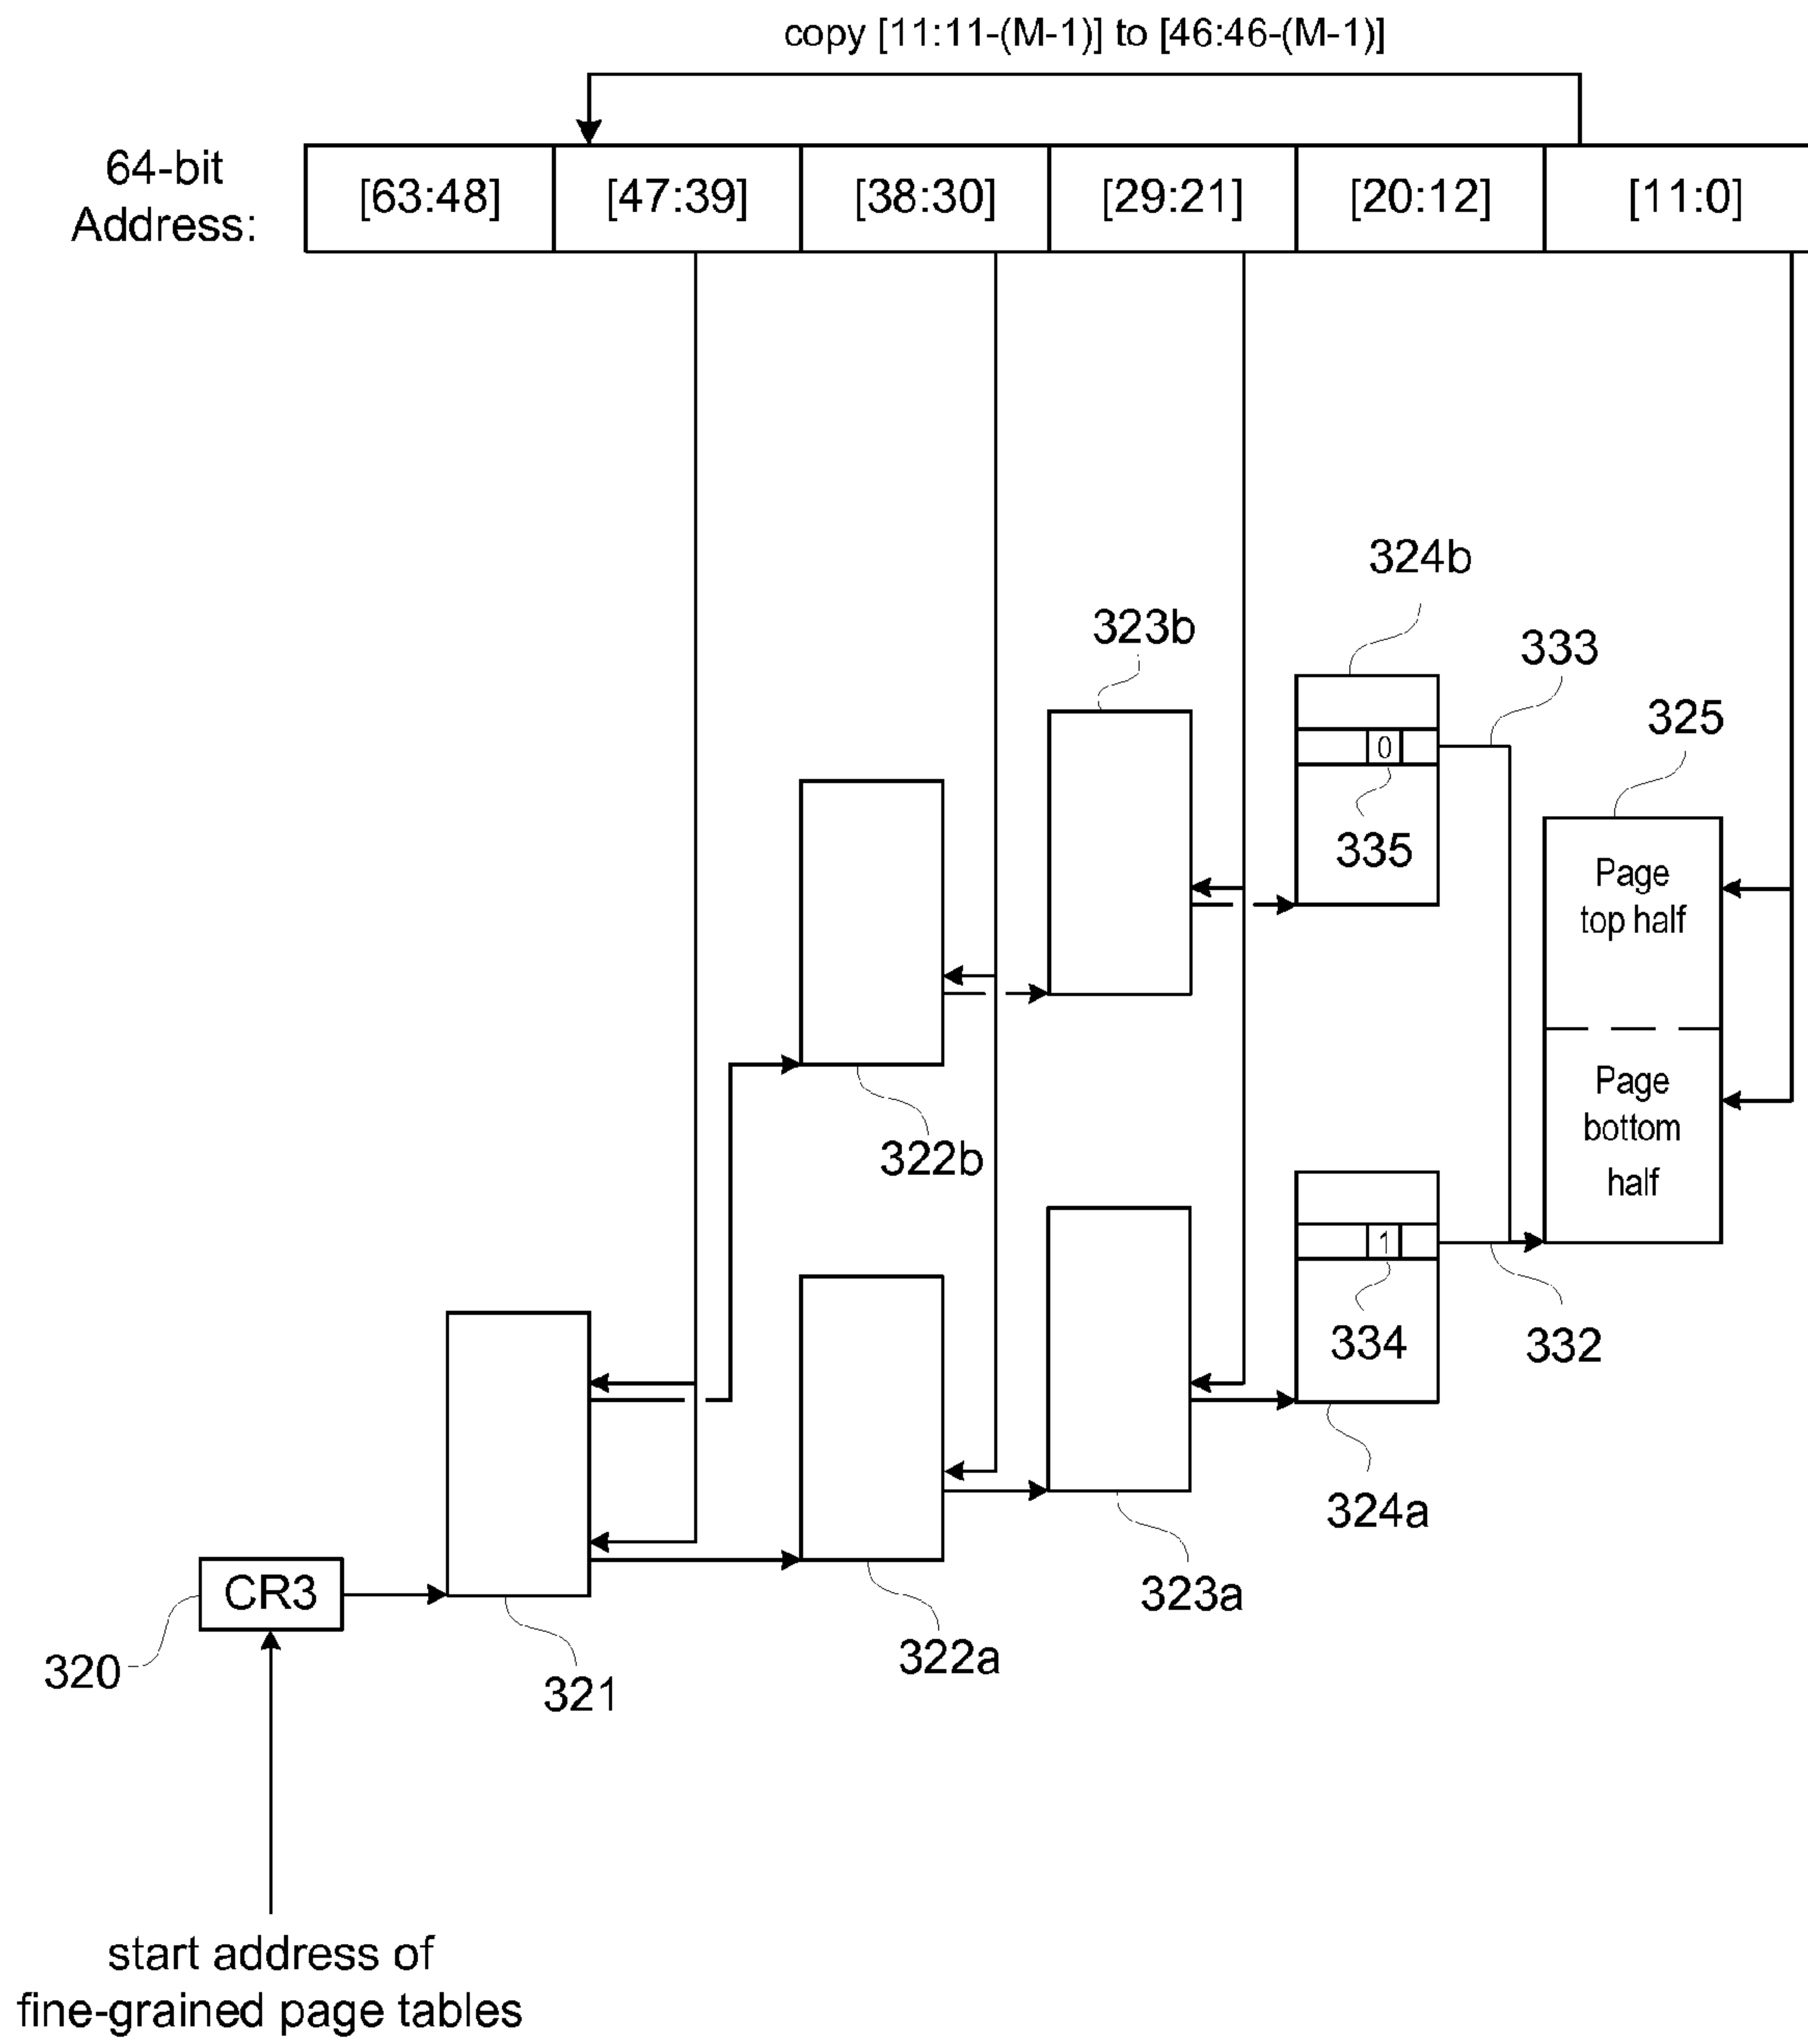 copy [11:11-(M-1)] to [46:46-(M-1)]
64-bit
Address:
[63:48]
[47:39]
[38:30]
[29:21]
[20:12]
[11:0]
324b
323b
333
325
0
335
Page
top half
Page
bottom
half
322b
1
334
332
324a
CR3
323a
320
322a
321
start address of
fine-grained page tables